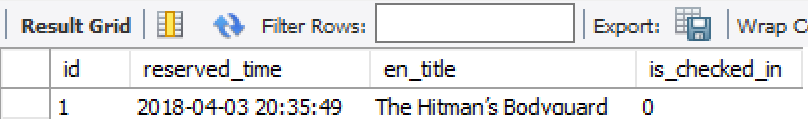 Result Grid Filter Rows: Export: Wrap C
id reserved_time en_title is_checked_in
1 2018-04-03 20:35:49 The Hitman's Bodyguard 0